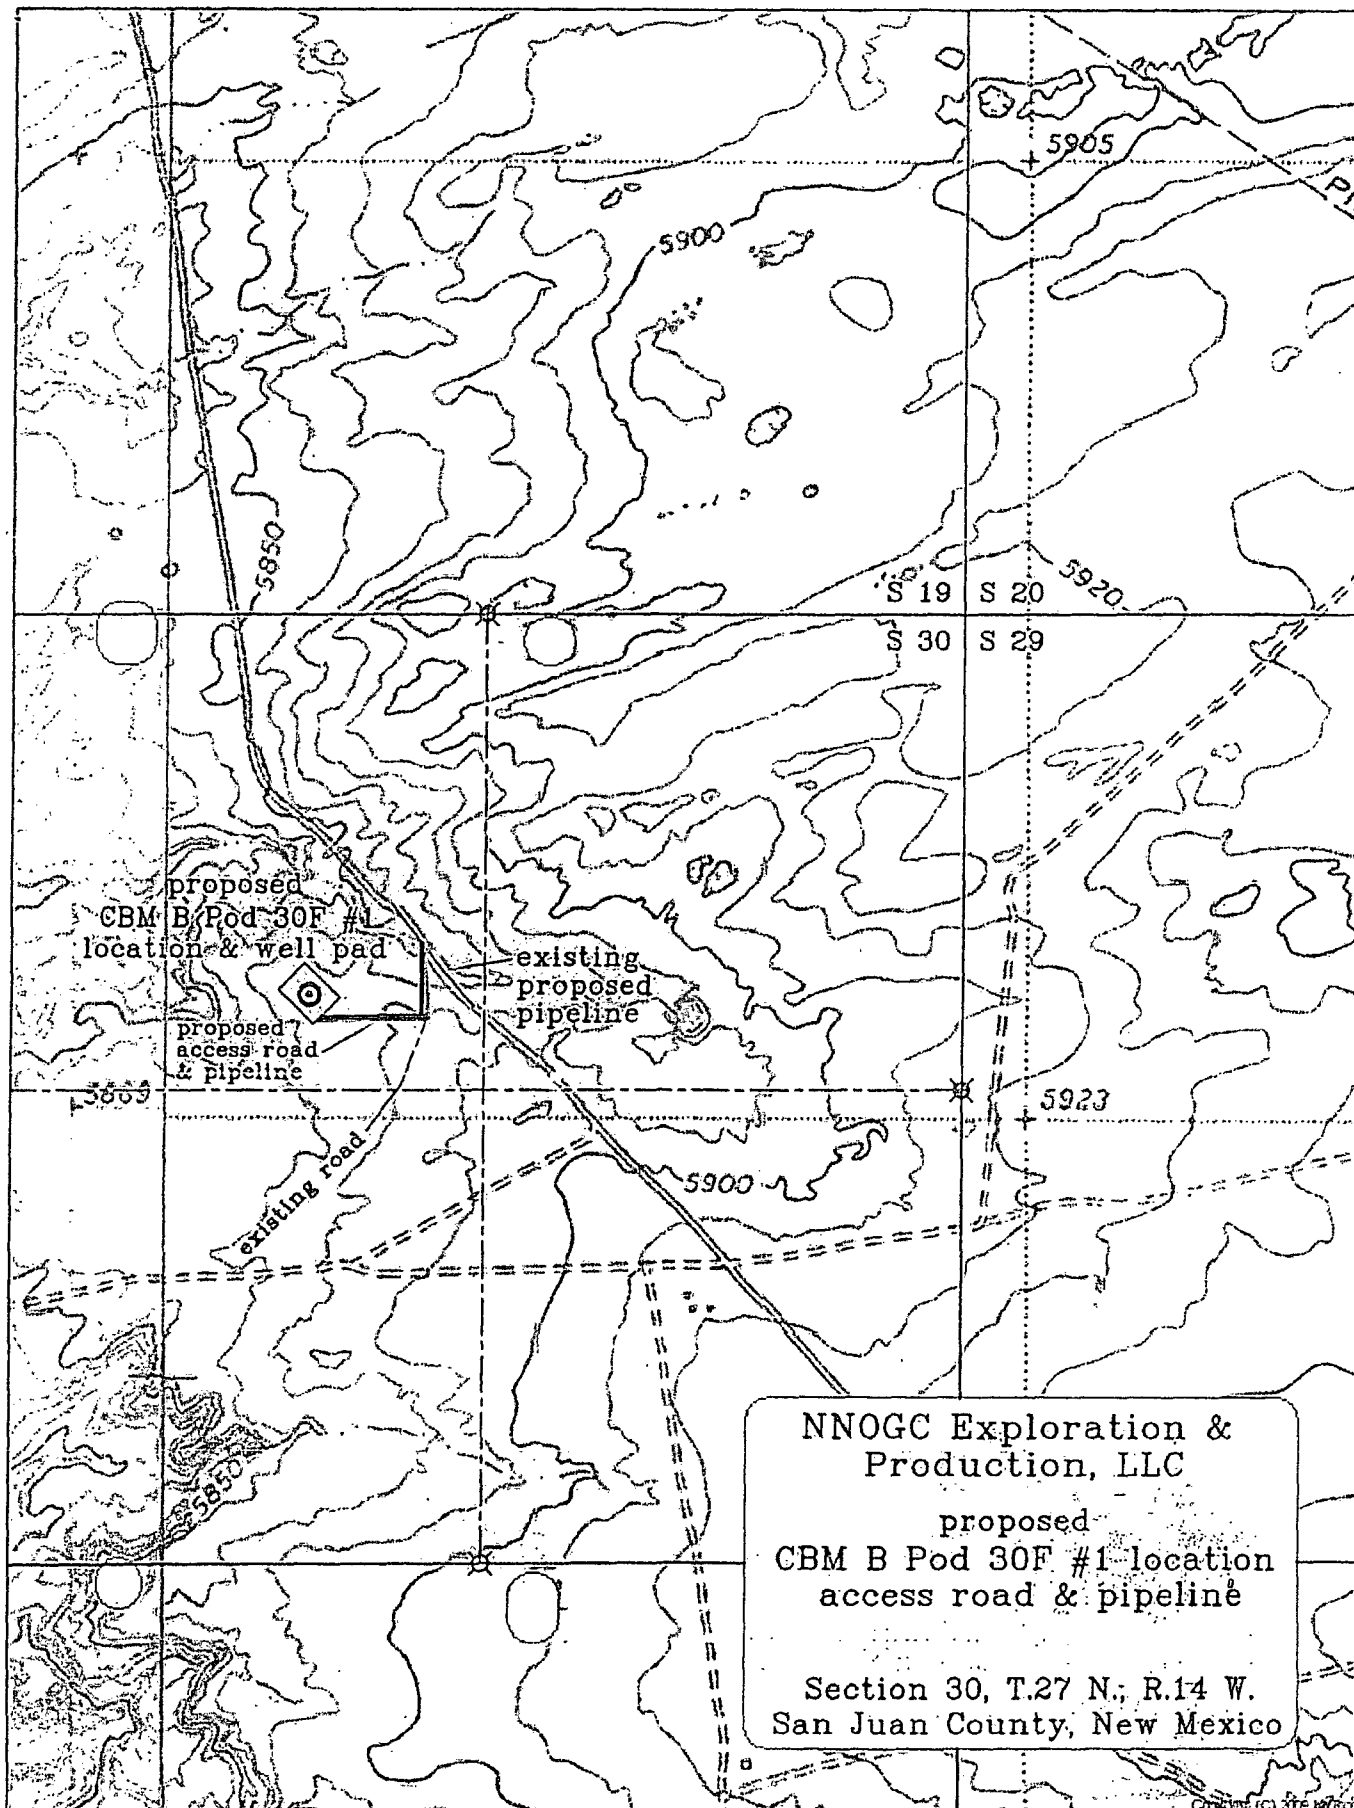 5905
5900
5850
S 19
S 20
5920
S 30
S 29
proposed
CBM B Pod 30F #1
location & well pad
existing
proposed
pipeline
proposed
access road
& pipeline
5923
existing road
5900
5850
NNOGC Exploration &
Production, LLC
proposed
CBM B Pod 30F #1 location
access road & pipeline
Section 30, T.27 N.; R.14 W.
San Juan County, New Mexico